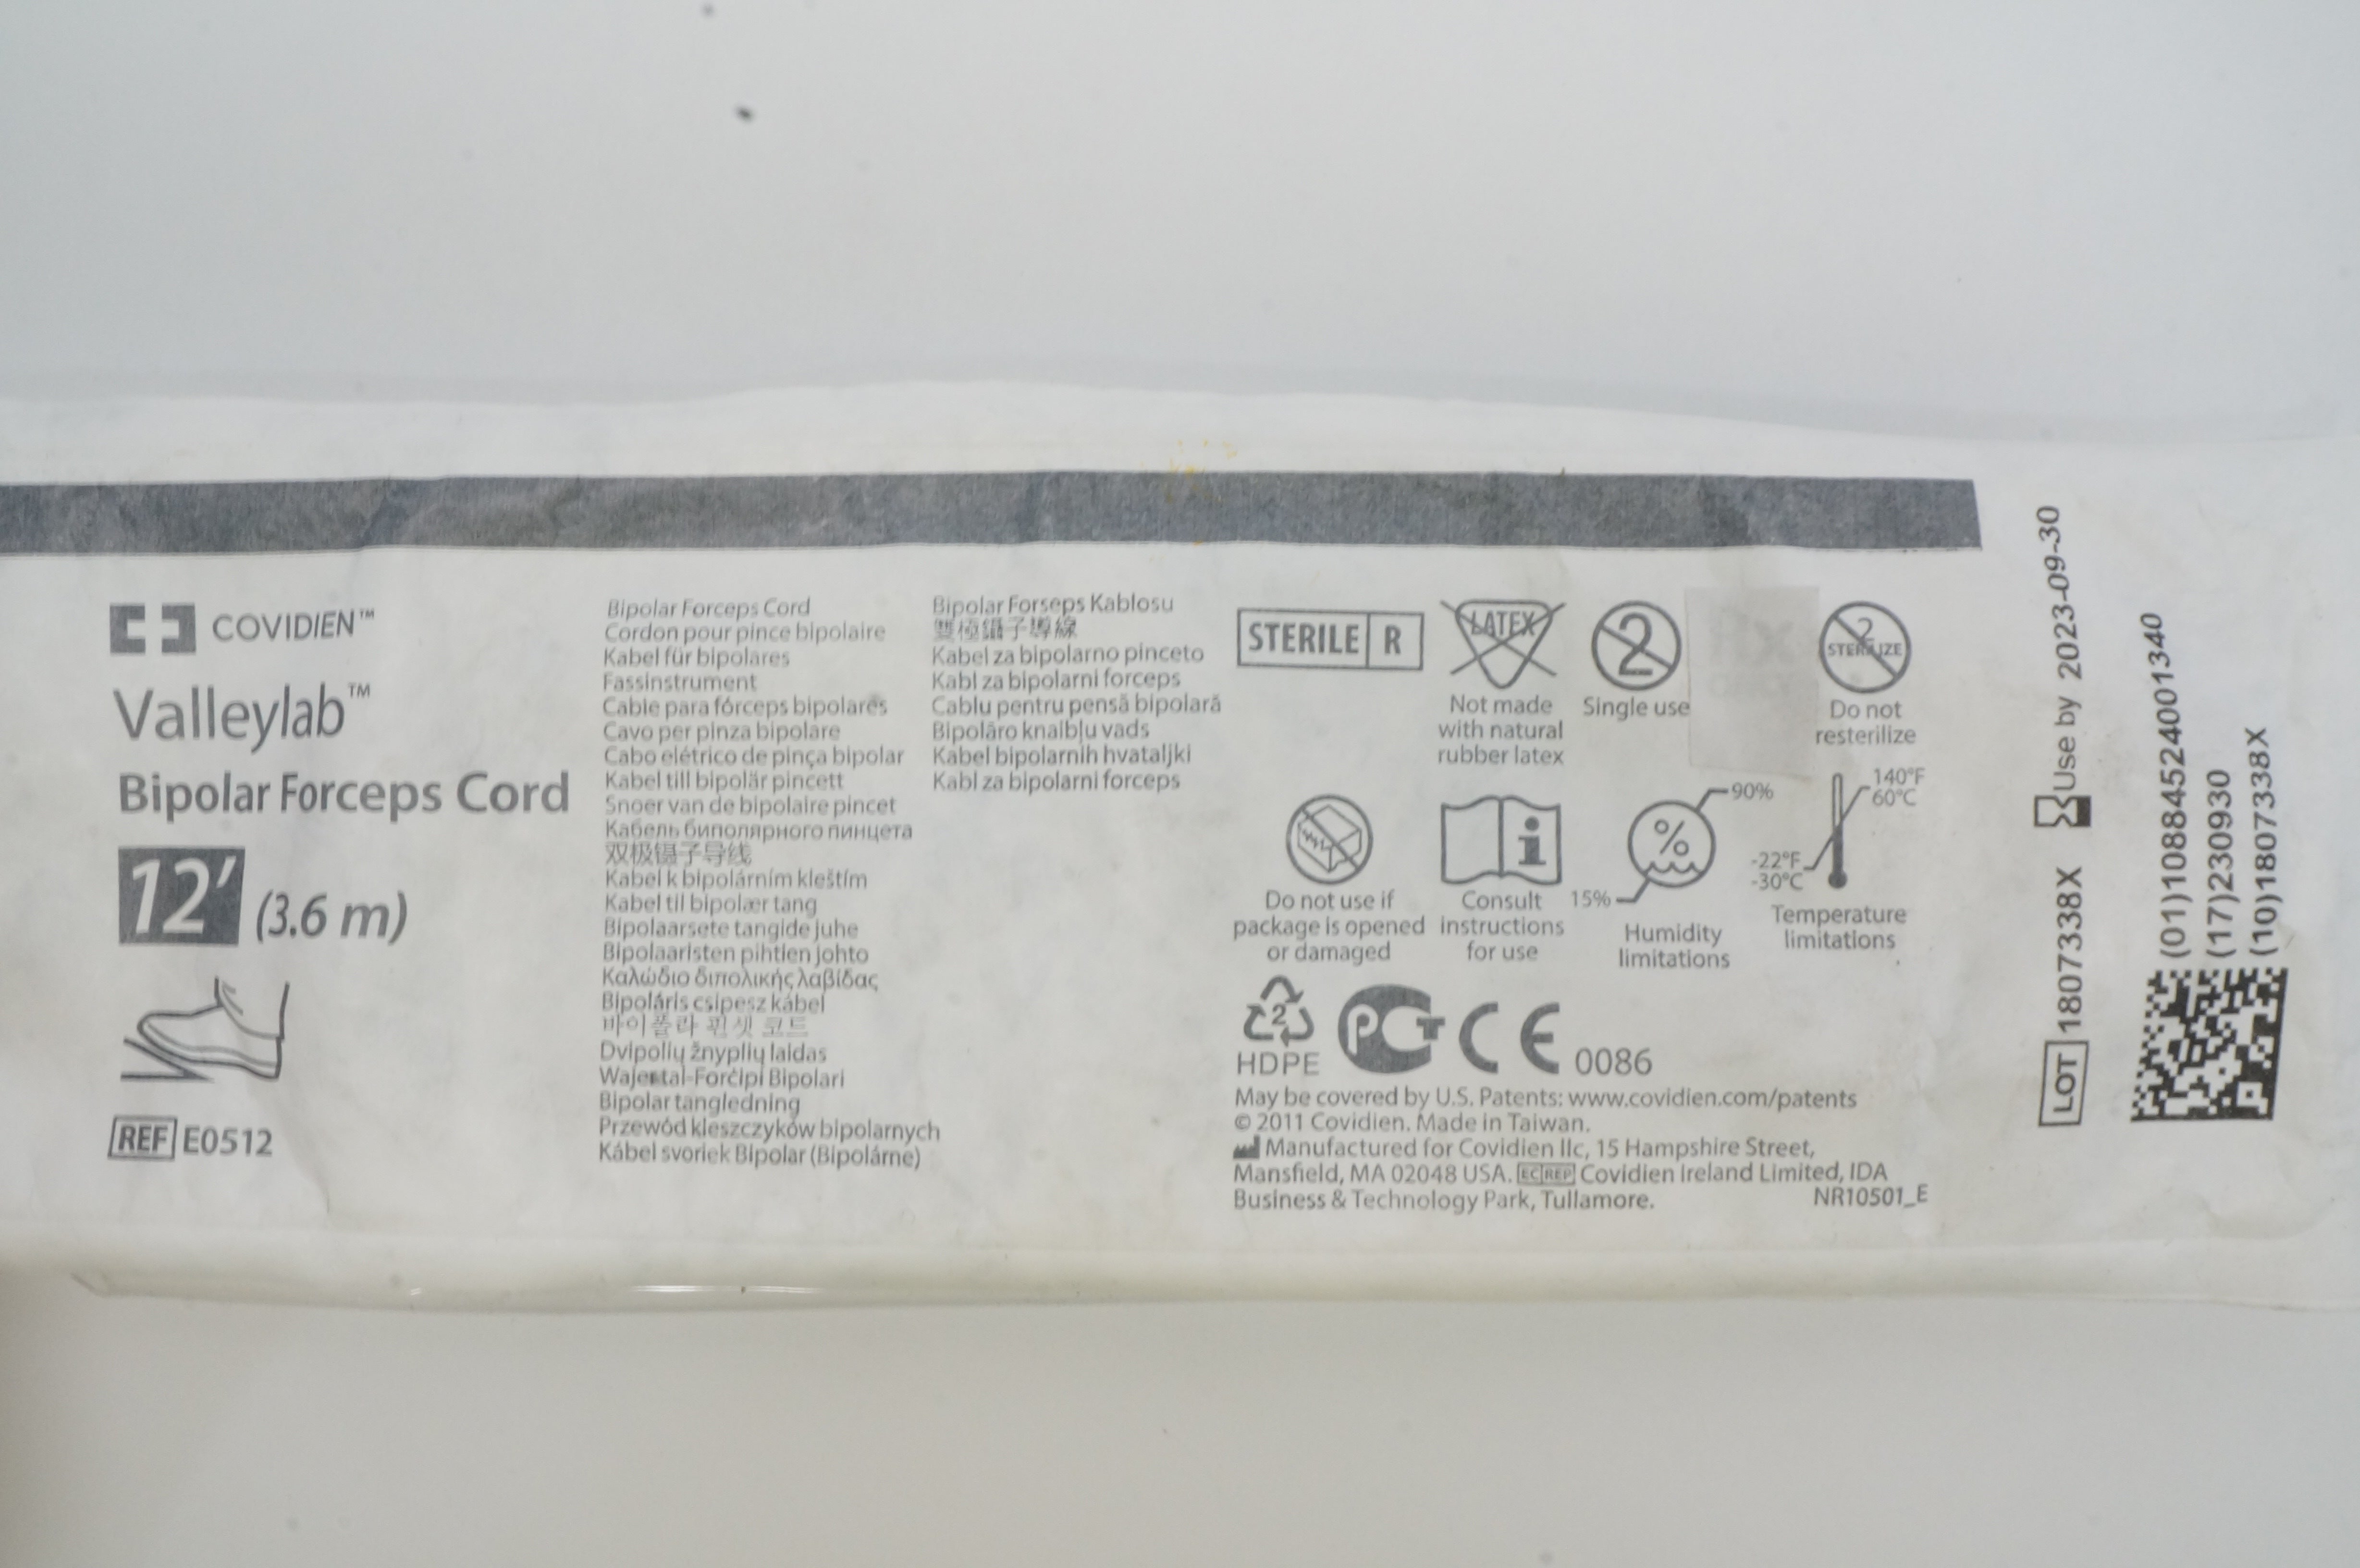 COVIDIEN™
Valleylab™
Bipolar Forceps Cord
12′ (3.6 m)
REF E0512
Bipolar Forceps Cord
Cordon pour pince bipolaire
Kabel für bipolares
Fassinstrument
Cable para fórceps bipolares
Cavo per pinza bipolare
Cabo elétrico de pinça bipolar
Kabel till bipolär pincett
Snoer van de bipolaire pincet
Кабель биполярного пинцета
双极镊子导线
Kabel k bipolárním kleštím
Kabel til bipolær tang
Bipolaarsete tangide juhe
Bipolaaristen pihtien johto
Καλώδιο διπολικής λαβίδας
Bipoláris csipesz kábel
바이폴라 핀셋 코드
Dvipolių žnyplių laidas
Wajer tal-Forċipi Bipolari
Bipolar tangledning
Przewód kleszczyków bipolarnych
Kábel svoriek Bipolar (Bipolárne)
Bipolar Forseps Kablosu
雙極鑷子導線
Kabel za bipolarno pinceto
Kabl za bipolarni forceps
Cablu pentru pensă bipolară
Bipolāro knaibļu vads
Kabel bipolarnih hvataljki
Kabl za bipolarni forceps
STERILE R
LATEX
Not made
with natural
rubber latex
2
Single use
2
STERILIZE
Do not
resterilize
Do not use if
package is opened
or damaged
Consult
instructions
for use
90%
%
15%
Humidity
limitations
140°F
60°C
-22°F
-30°C
Temperature
limitations
2
HDPE
PCT
CE 0086
May be covered by U.S. Patents: www.covidien.com/patents
© 2011 Covidien. Made in Taiwan.
Manufactured for Covidien llc, 15 Hampshire Street,
Mansfield, MA 02048 USA. EC REP Covidien Ireland Limited, IDA
Business & Technology Park, Tullamore.
NR10501_E
LOT 1807338X
Use by 2023-09-30
(01)10884524001340
(17)230930
(10)1807338X